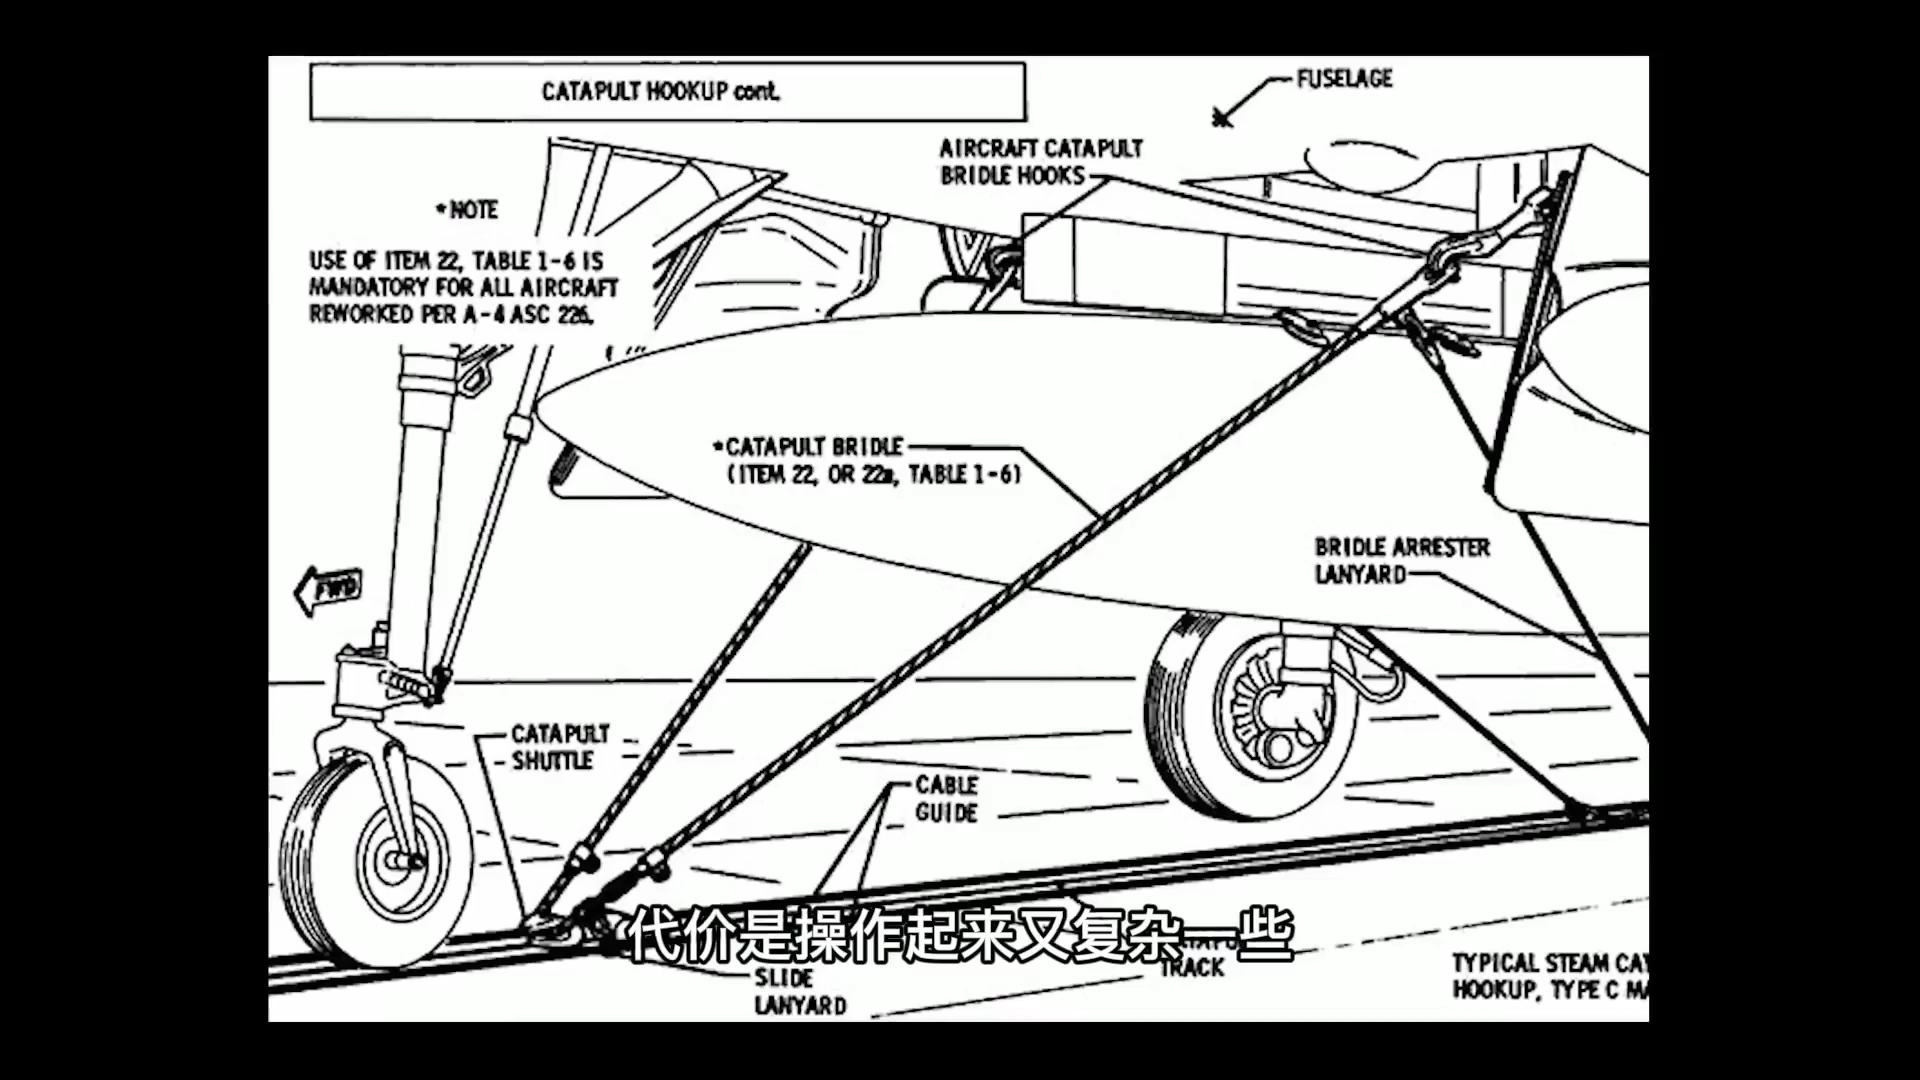 CATAPULT HOOKUP cont.
FUSELAGE
AIRCRAFT CATAPULT
BRIDLE HOOKS
*NOTE
USE OF ITEM 22, TABLE 1-6 IS
MANDATORY FOR ALL AIRCRAFT
REWORKED PER A-4 ASC 226.
*CATAPULT BRIDLE
(ITEM 22, OR 22a, TABLE 1-6)
BRIDLE ARRESTER
LANYARD
FWD
CATAPULT
SHUTTLE
CABLE
GUIDE
代价是操作起来又复杂一些
TRACK
SLIDE
LANYARD
TYPICAL STEAM
HOOKUP, TYPE C